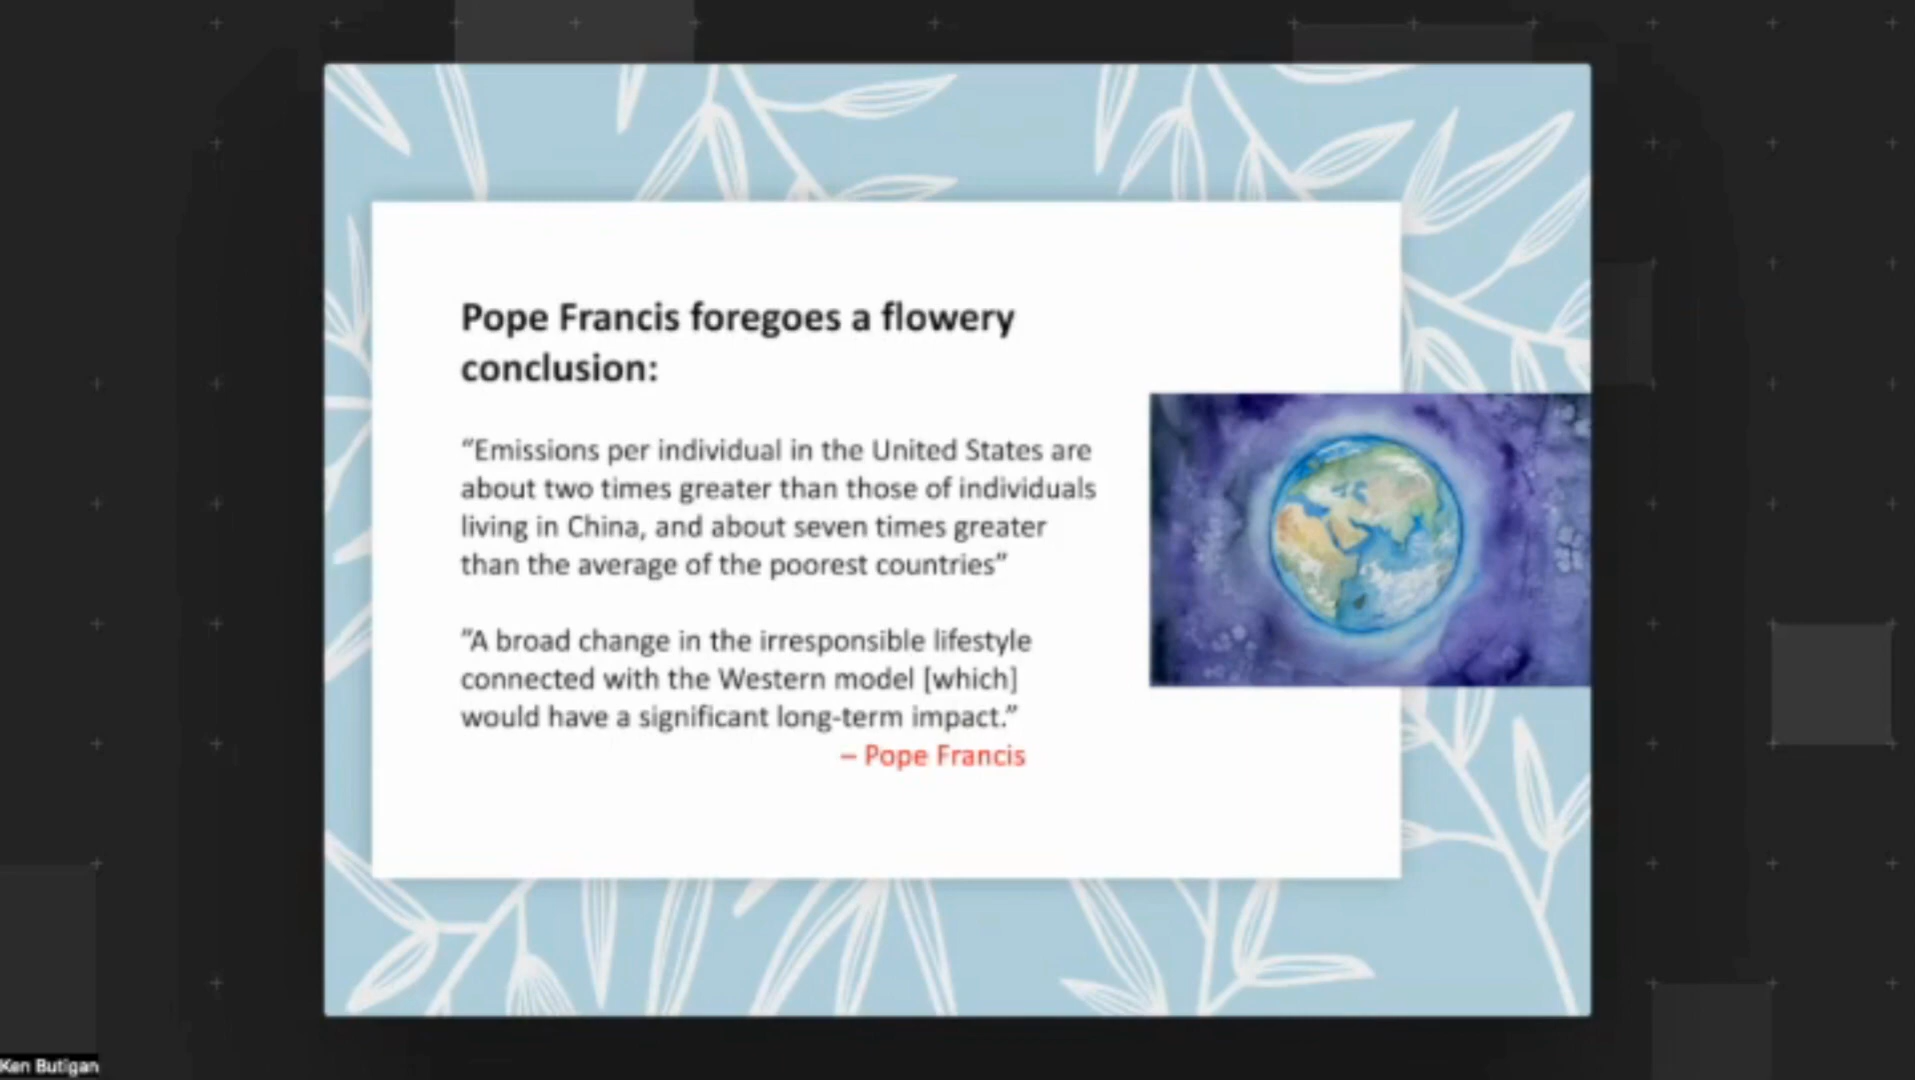 Pope Francis foregoes a flowery
conclusion:
“Emissions per individual in the United States are
about two times greater than those of individuals
living in China, and about seven times greater
than the average of the poorest countries”
“A broad change in the irresponsible lifestyle
connected with the Western model [which]
would have a significant long-term impact.”
– Pope Francis
Ken Butigan